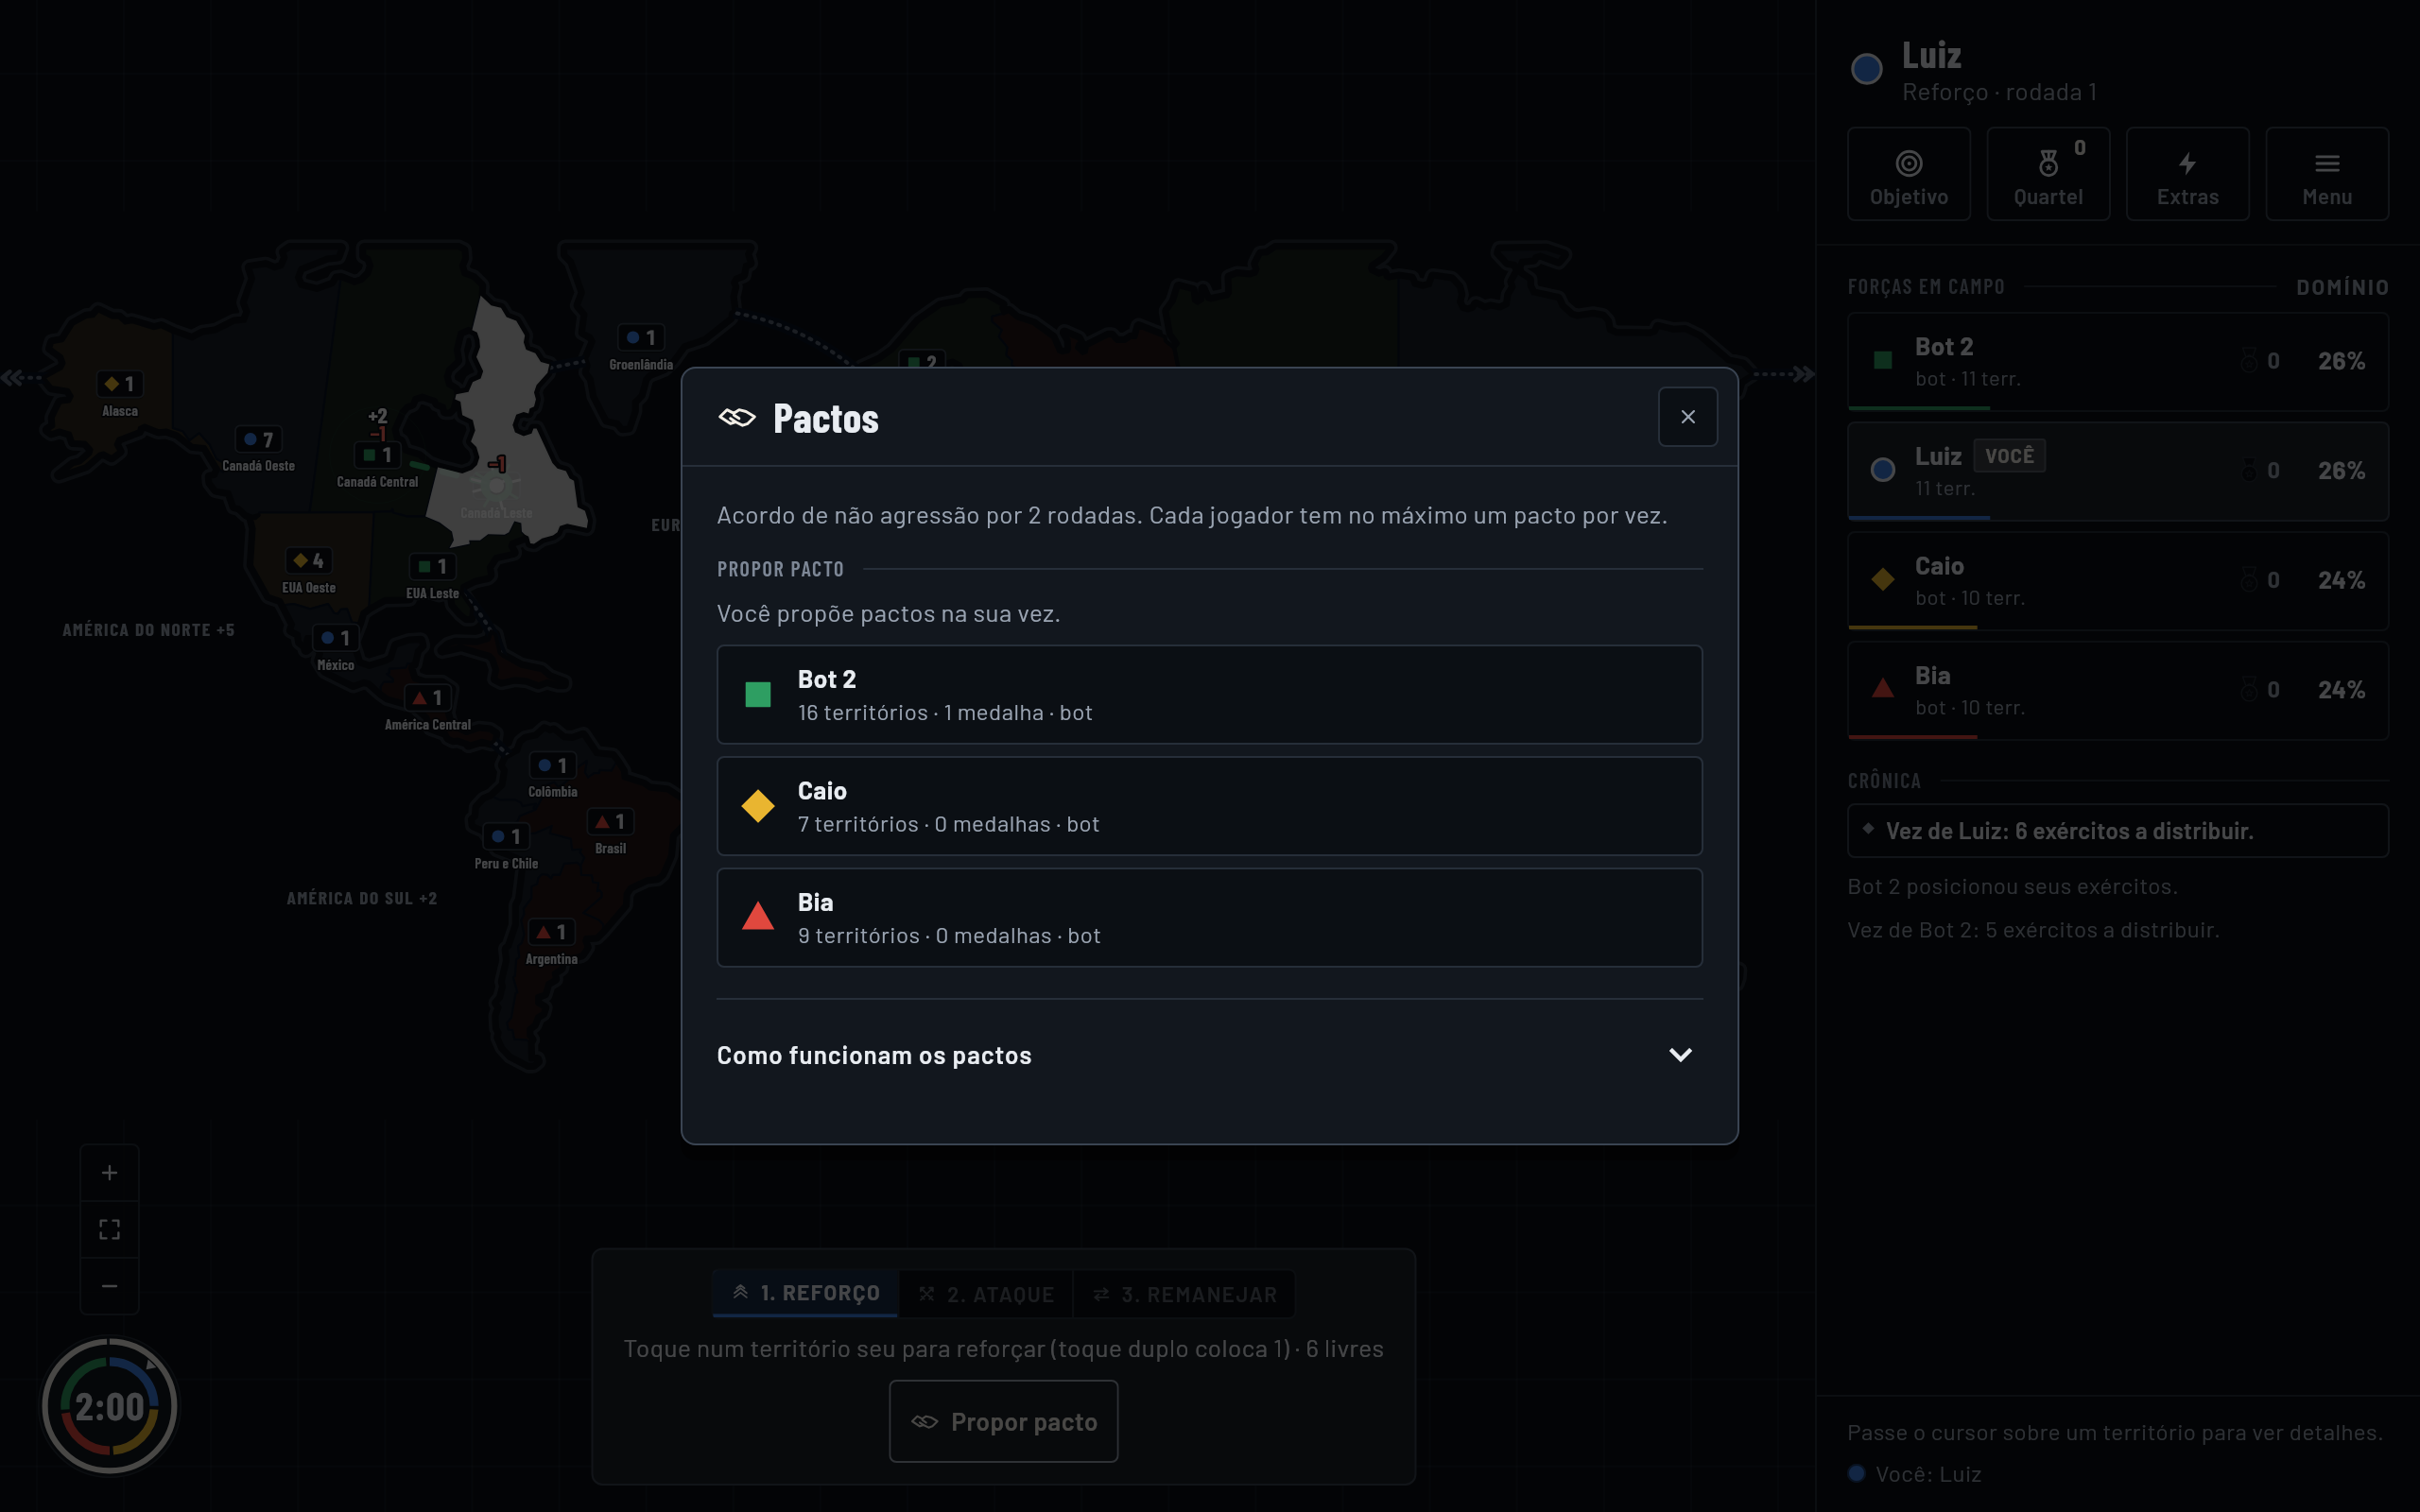 Luiz
Reforço · rodada 1
Objetivo
0
Quartel
Extras
Menu
FORÇAS EM CAMPO
DOMÍNIO
Bot 2
bot · 11 terr.
0
26%
Luiz VOCÊ
11 terr.
0
26%
Caio
bot · 10 terr.
0
24%
Bia
bot · 10 terr.
0
24%
CRÔNICA
Vez de Luiz: 6 exércitos a distribuir.
Bot 2 posicionou seus exércitos.
Vez de Bot 2: 5 exércitos a distribuir.
Passe o cursor sobre um território para ver detalhes.
Você: Luiz
1
Groenlândia
2
1
Alasca
+2
-1
7
Canadá Oeste
1
Canadá Central
-1
Canadá Leste
EUR
4
EUA Oeste
1
EUA Leste
AMÉRICA DO NORTE +5
1
México
1
América Central
1
Colômbia
1
Brasil
1
Peru e Chile
AMÉRICA DO SUL +2
1
Argentina
Pactos
Acordo de não agressão por 2 rodadas. Cada jogador tem no máximo um pacto por vez.
PROPOR PACTO
Você propõe pactos na sua vez.
Bot 2
16 territórios · 1 medalha · bot
Caio
7 territórios · 0 medalhas · bot
Bia
9 territórios · 0 medalhas · bot
Como funcionam os pactos
+
−
2:00
1. REFORÇO
2. ATAQUE
3. REMANEJAR
Toque num território seu para reforçar (toque duplo coloca 1) · 6 livres
Propor pacto